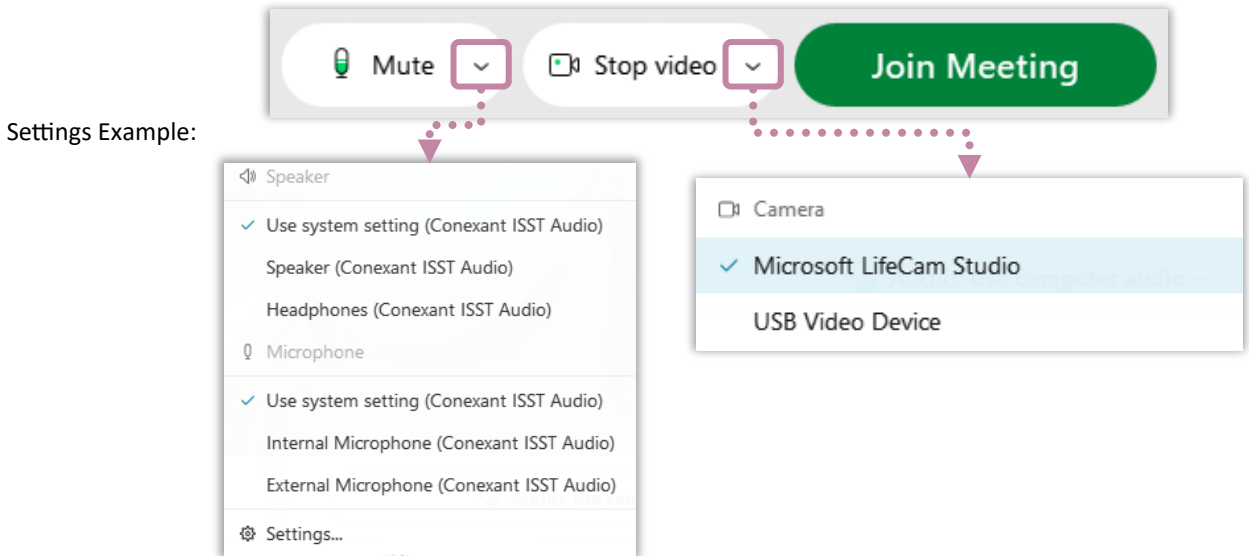 Mute
Stop video
Join Meeting
Settings Example:
Speaker
Use system setting (Conexant ISST Audio)
Speaker (Conexant ISST Audio)
Headphones (Conexant ISST Audio)
Microphone
Use system setting (Conexant ISST Audio)
Internal Microphone (Conexant ISST Audio)
External Microphone (Conexant ISST Audio)
Settings...
Camera
Microsoft LifeCam Studio
USB Video Device